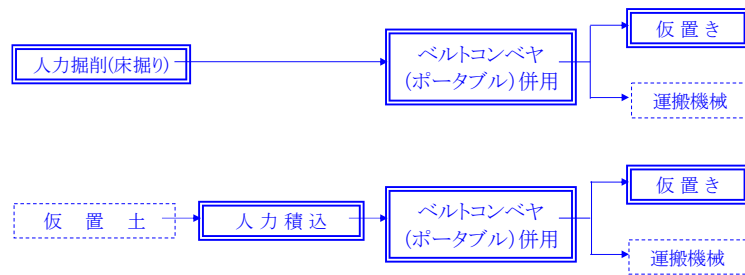 仮 置 き
人力掘削(床掘り)
ベルトコンベヤ
(ポータブル)併用
運搬機械
仮 置 き
仮 置 土
人 力 積 込
ベルトコンベヤ
(ポータブル)併用
運搬機械